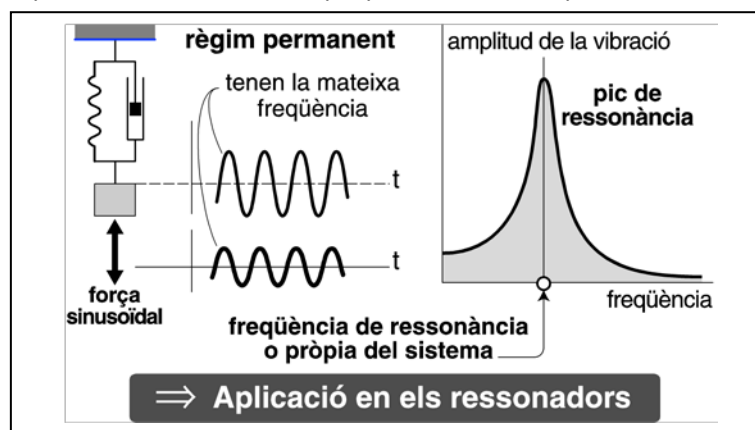 règim permanent
tenen la mateixa
freqüència
t
t
força
sinusoïdal
amplitud de la vibració
pic de
ressonància
freqüència
freqüència de ressonància
o pròpia del sistema
⇒ Aplicació en els ressonadors